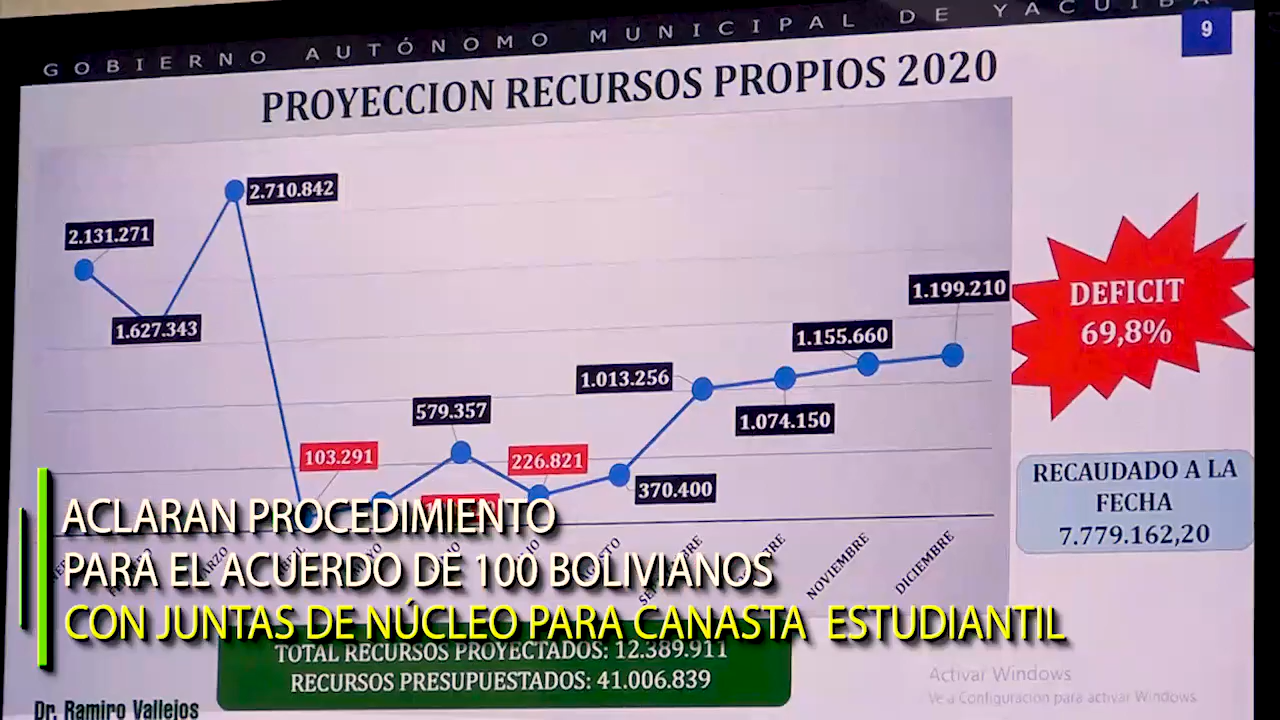 GOBIERNO AUTÓNOMO MUNICIPAL DE YACUIBA
9
PROYECCION RECURSOS PROPIOS 2020
2.710.842
2.131.271
1.627.343
1.199.210
DEFICIT
69,8%
1.155.660
1.013.256
579.357
1.074.150
103.291
226.821
370.400
RECAUDADO A LA
FECHA
7.779.162,20
NOVIEMBRE
DICIEMBRE
ACLARAN PROCEDIMIENTO
PARA EL ACUERDO DE 100 BOLIVIANOS
CON JUNTAS DE NÚCLEO PARA CANASTA ESTUDIANTIL
TOTAL RECURSOS PROYECTADOS: 12.389.911
RECURSOS PRESUPUESTADOS: 41.006.839
Activar Windows
Ve a Configuración para activar Windows.
Dr. Ramiro Vallejos